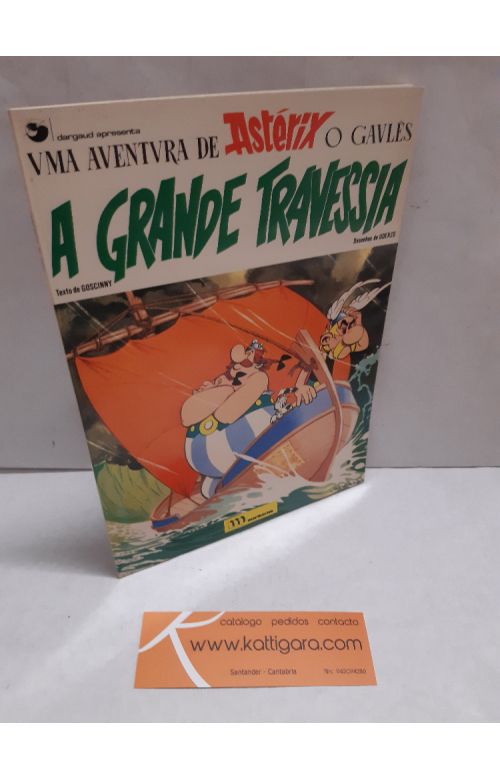 dargaud apresenta
VMA AVENTVRA DE Astérix O GAVLÊS
A GRANDE TRAVESSIA
Texto de GOSCINNY
Desenhos de UDERZO
catálogo pedidos contacto
www.kattigara.com
Santander - Cantabria